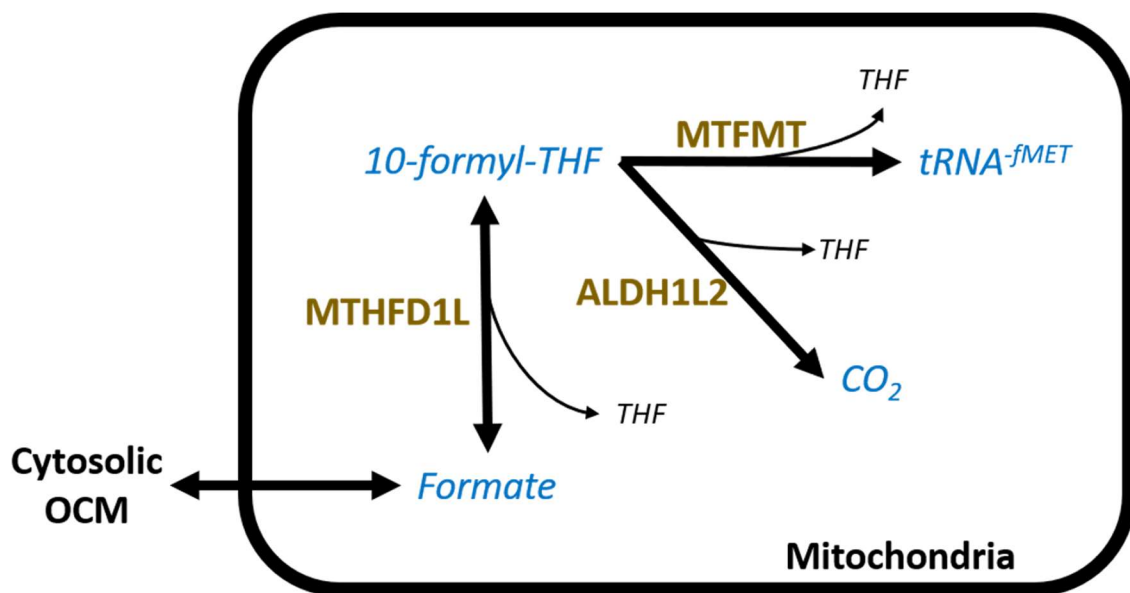 THF
MTFMT
10-formyl-THF
tRNA-fMET
THF
ALDH1L2
MTHFD1L
CO2
THF
Cytosolic
OCM
Formate
Mitochondria